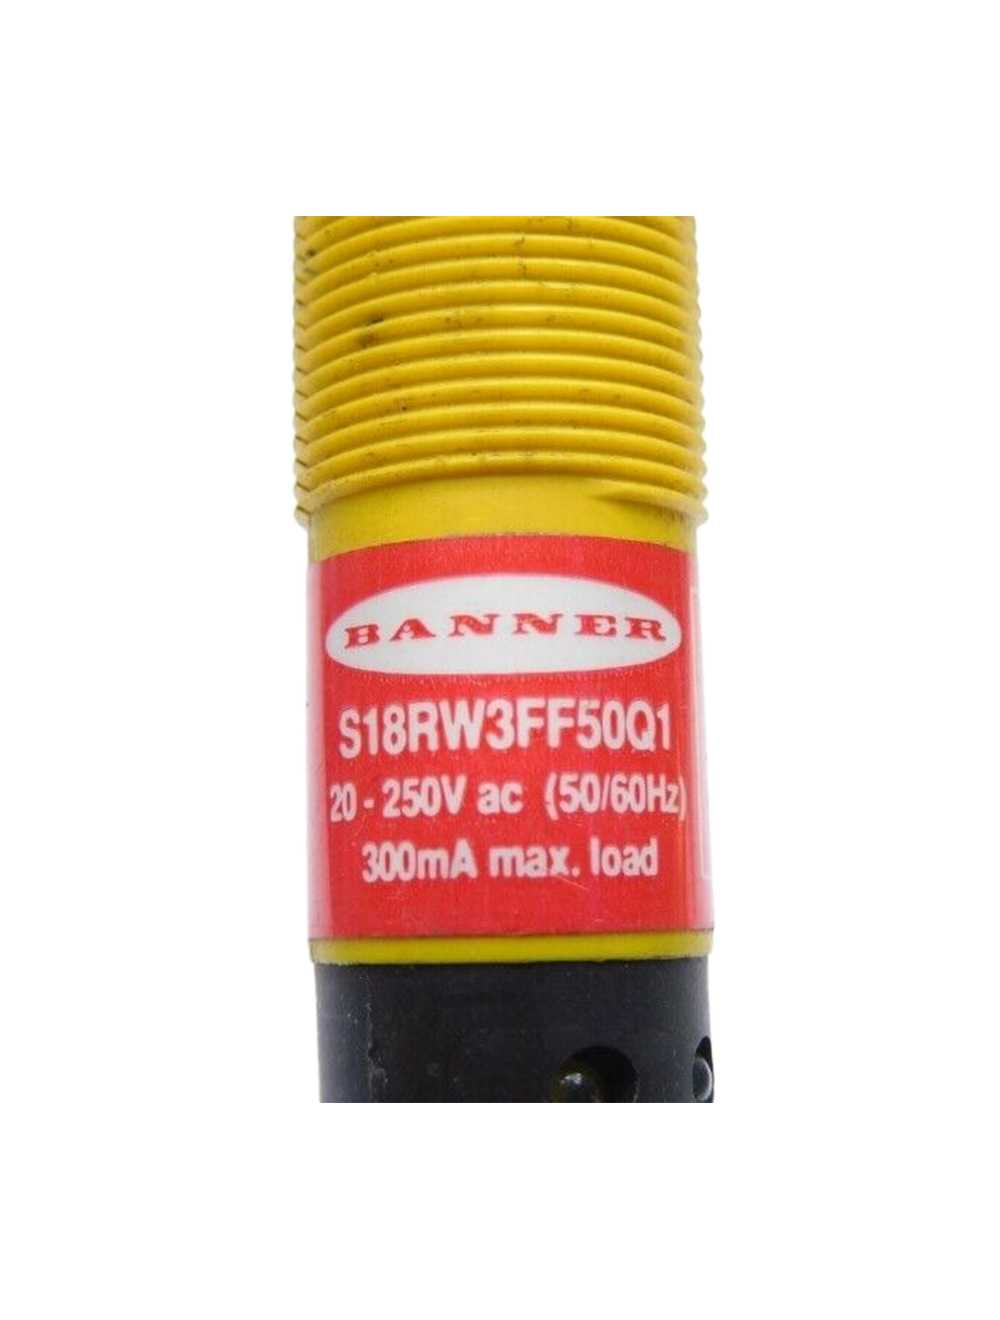 BANNER
S18RW3FF50Q1
20 - 250V ac (50/60Hz)
300mA max. load